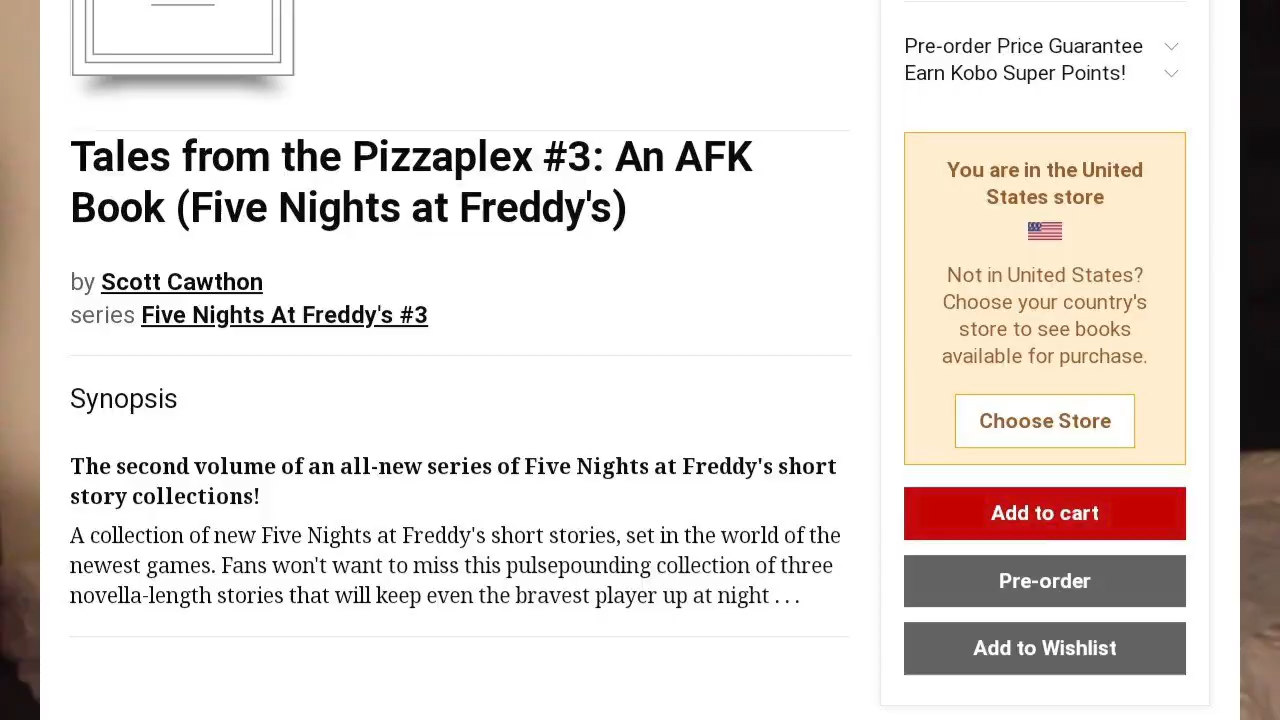 Tales from the Pizzaplex #3: An AFK
Book (Five Nights at Freddy's)
by Scott Cawthon
series Five Nights At Freddy's #3
Synopsis
The second volume of an all-new series of Five Nights at Freddy's short
story collections!
A collection of new Five Nights at Freddy's short stories, set in the world of the
newest games. Fans won't want to miss this pulsepounding collection of three
novella-length stories that will keep even the bravest player up at night . . .
Pre-order Price Guarantee
Earn Kobo Super Points!
You are in the United
States store
Not in United States?
Choose your country's
store to see books
available for purchase.
Choose Store
Add to cart
Pre-order
Add to Wishlist